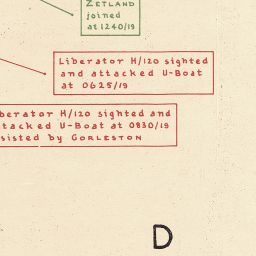 ZETLAND
joined
at 1240/19
Liberator H/120 sighted
and attacked U-Boat
at 0625/19
berator H/120 sighted and
tacked U-Boat at 0830/19
sisted by GORLESTON
D